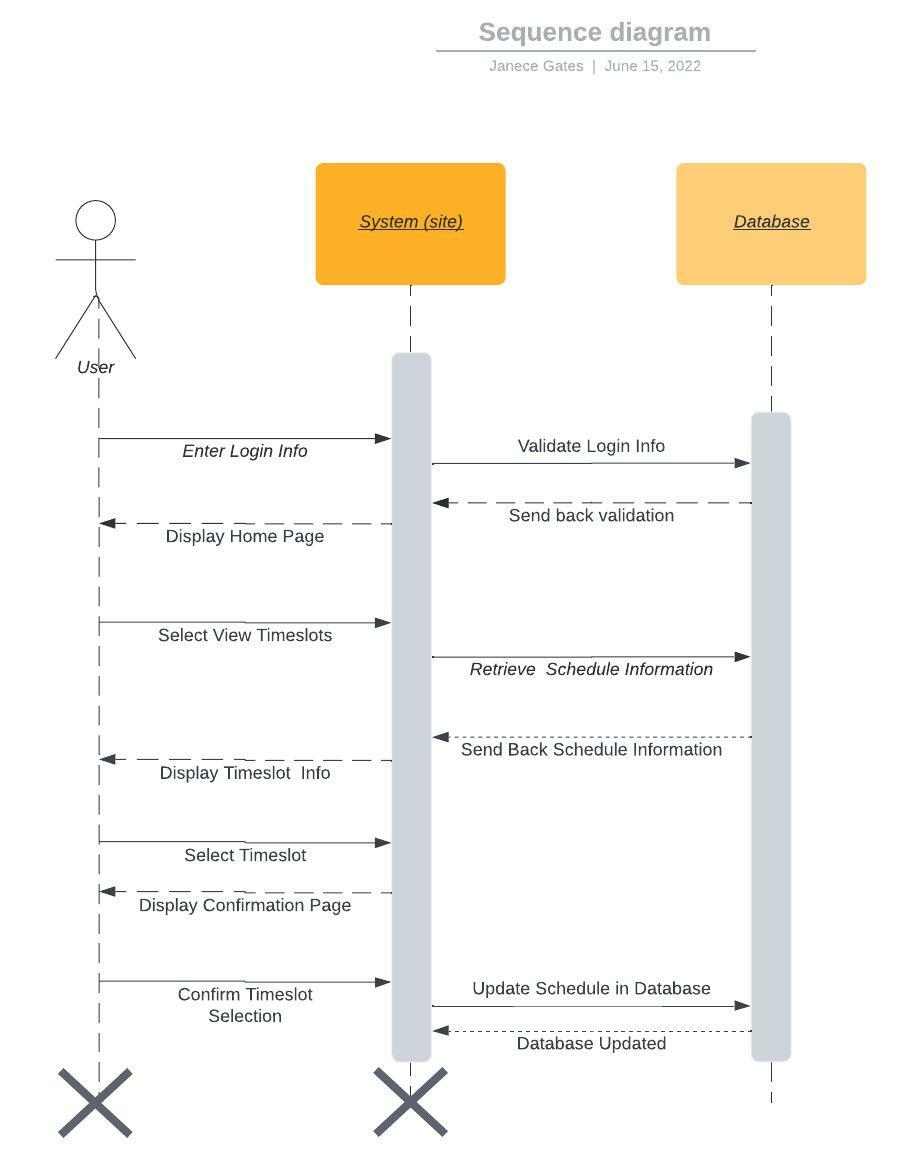 Sequence diagram
Janece Gates | June 15, 2022
System (site)
Database
User
Enter Login Info
Validate Login Info
Send back validation
Display Home Page
Select View Timeslots
Retrieve  Schedule Information
Send Back Schedule Information
Display Timeslot  Info
Select Timeslot
Display Confirmation Page
Confirm Timeslot
Selection
Update Schedule in Database
Database Updated